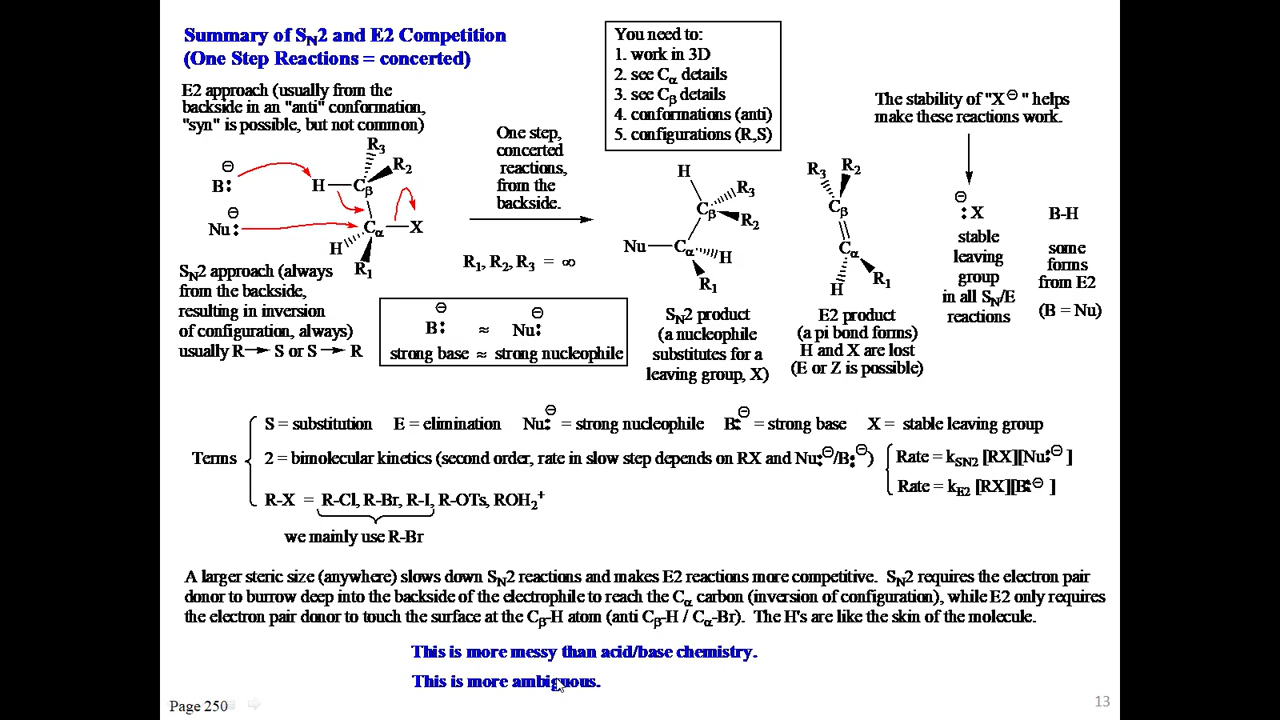 Summary of SN2 and E2 Competition
(One Step Reactions = concerted)
You need to:
1. work in 3D
2. see Cα details
3. see Cβ details
4. conformations (anti)
5. configurations (R,S)
E2 approach (usually from the
backside in an "anti" conformation,
"syn" is possible, but not common)
The stability of "X⊖" helps
make these reactions work.
One step,
concerted
reactions,
from the
backside.
R1, R2, R3 = ∞
B:⊖
Nu:⊖
H
Cβ
R3
R2
Cα
X
H
R1
SN2 approach (always
from the backside,
resulting in inversion
of configuration, always)
usually R→S or S→R
B:⊖ ≈ Nu:⊖
strong base ≈ strong nucleophile
H
R3
Cβ
R2
Nu
Cα
H
R1
SN2 product
(a nucleophile
substitutes for a
leaving group, X)
R3
R2
Cβ
Cα
H
R1
E2 product
(a pi bond forms)
H and X are lost
(E or Z is possible)
⊖
:X
stable
leaving
group
in all SN/E
reactions
B-H
some
forms
from E2
(B = Nu)
Terms
S = substitution E = elimination Nu:⊖ = strong nucleophile B:⊖ = strong base X = stable leaving group
2 = bimolecular kinetics (second order, rate in slow step depends on RX and Nu:⊖/B:⊖)
Rate = kSN2 [RX][Nu:⊖]
Rate = kE2 [RX][B:⊖]
R-X = R-Cl, R-Br, R-I, R-OTs, ROH2+
we mainly use R-Br
A larger steric size (anywhere) slows down SN2 reactions and makes E2 reactions more competitive. SN2 requires the electron pair
donor to burrow deep into the backside of the electrophile to reach the Cα carbon (inversion of configuration), while E2 only requires
the electron pair donor to touch the surface at the Cβ-H atom (anti Cβ-H / Cα-Br). The H's are like the skin of the molecule.
This is more messy than acid/base chemistry.
This is more ambiguous.
Page 250
13